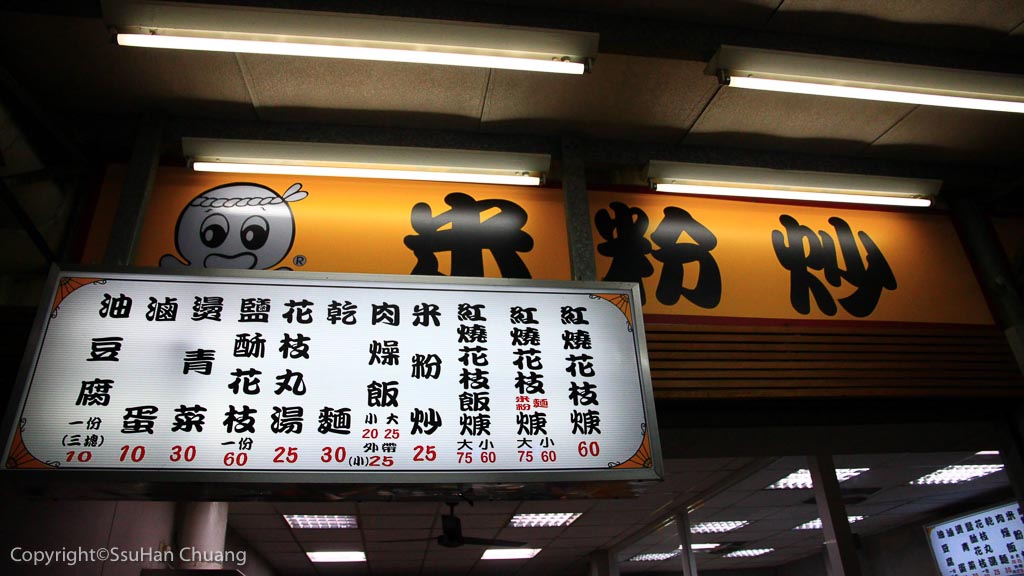 米粉炒
®
紅燒花枝焿
60
紅燒花枝
米粉 麵
焿
大 小
75 60
紅燒花枝飯焿
大 小
75 60
米粉炒
25
肉燥飯
小 大
20 25
外帶
(小)25
乾麵
30
花枝丸湯
25
鹽酥花枝
一份
60
燙青菜
30
滷蛋
10
油豆腐
一份
(三塊)
10
Copyright©SsuHan Chuang